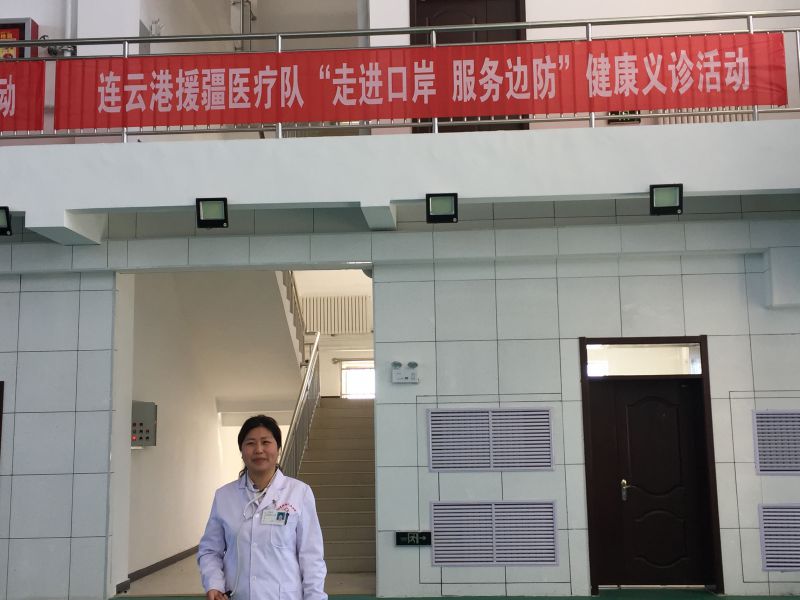 动
连云港援疆医疗队“走进口岸 服务边防”健康义诊活动